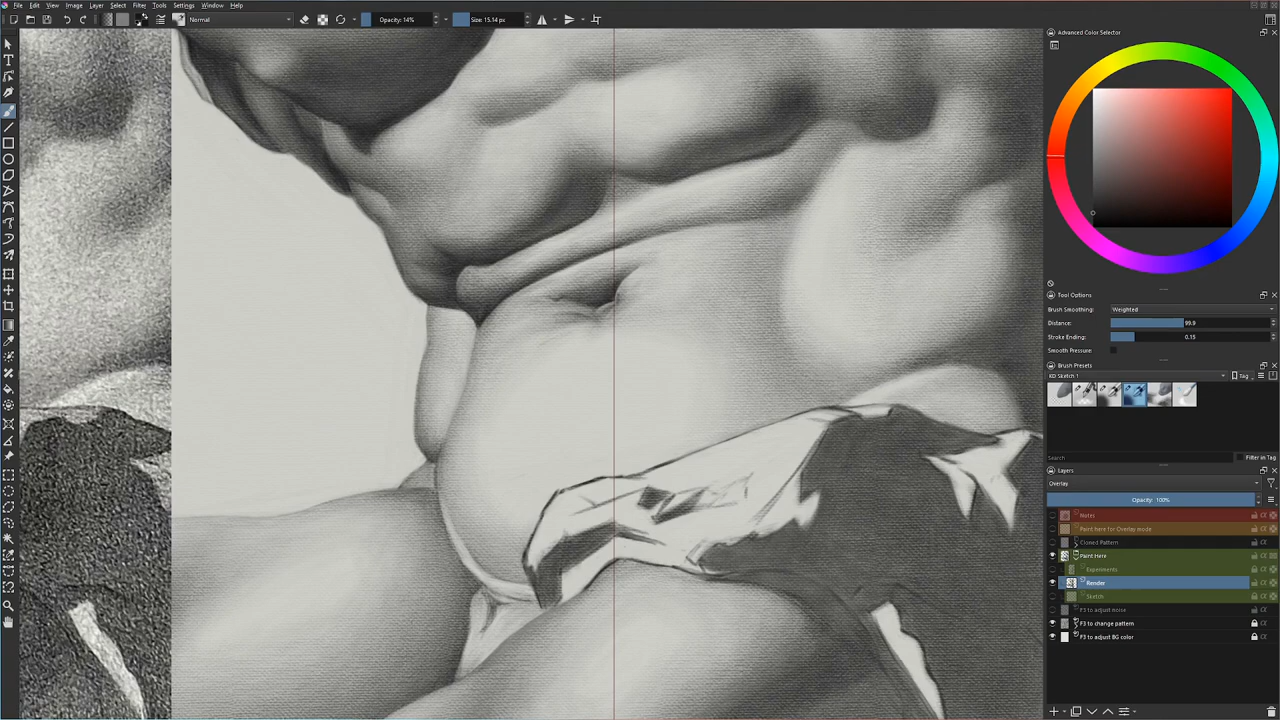 File Edit View Image Layer Select Filter Tools Settings Window Help
Normal Opacity: 14% Size: 15.14 px
Advanced Color Selector
Tool Options
Brush Smoothing: Weighted
Distance: 99.9
Stroke Ending: 0.15
Smooth Pressure:
Brush Presets
KD Sketch 1 Tag
Search Filter in Tag
Layers
Overlay
Opacity: 100%
Notes
Paint here for Overlay mode
Cloned Pattern
Paint Here
Experiments
Render
Sketch
F3 to adjust noise
F3 to change pattern
F3 to adjust BG color